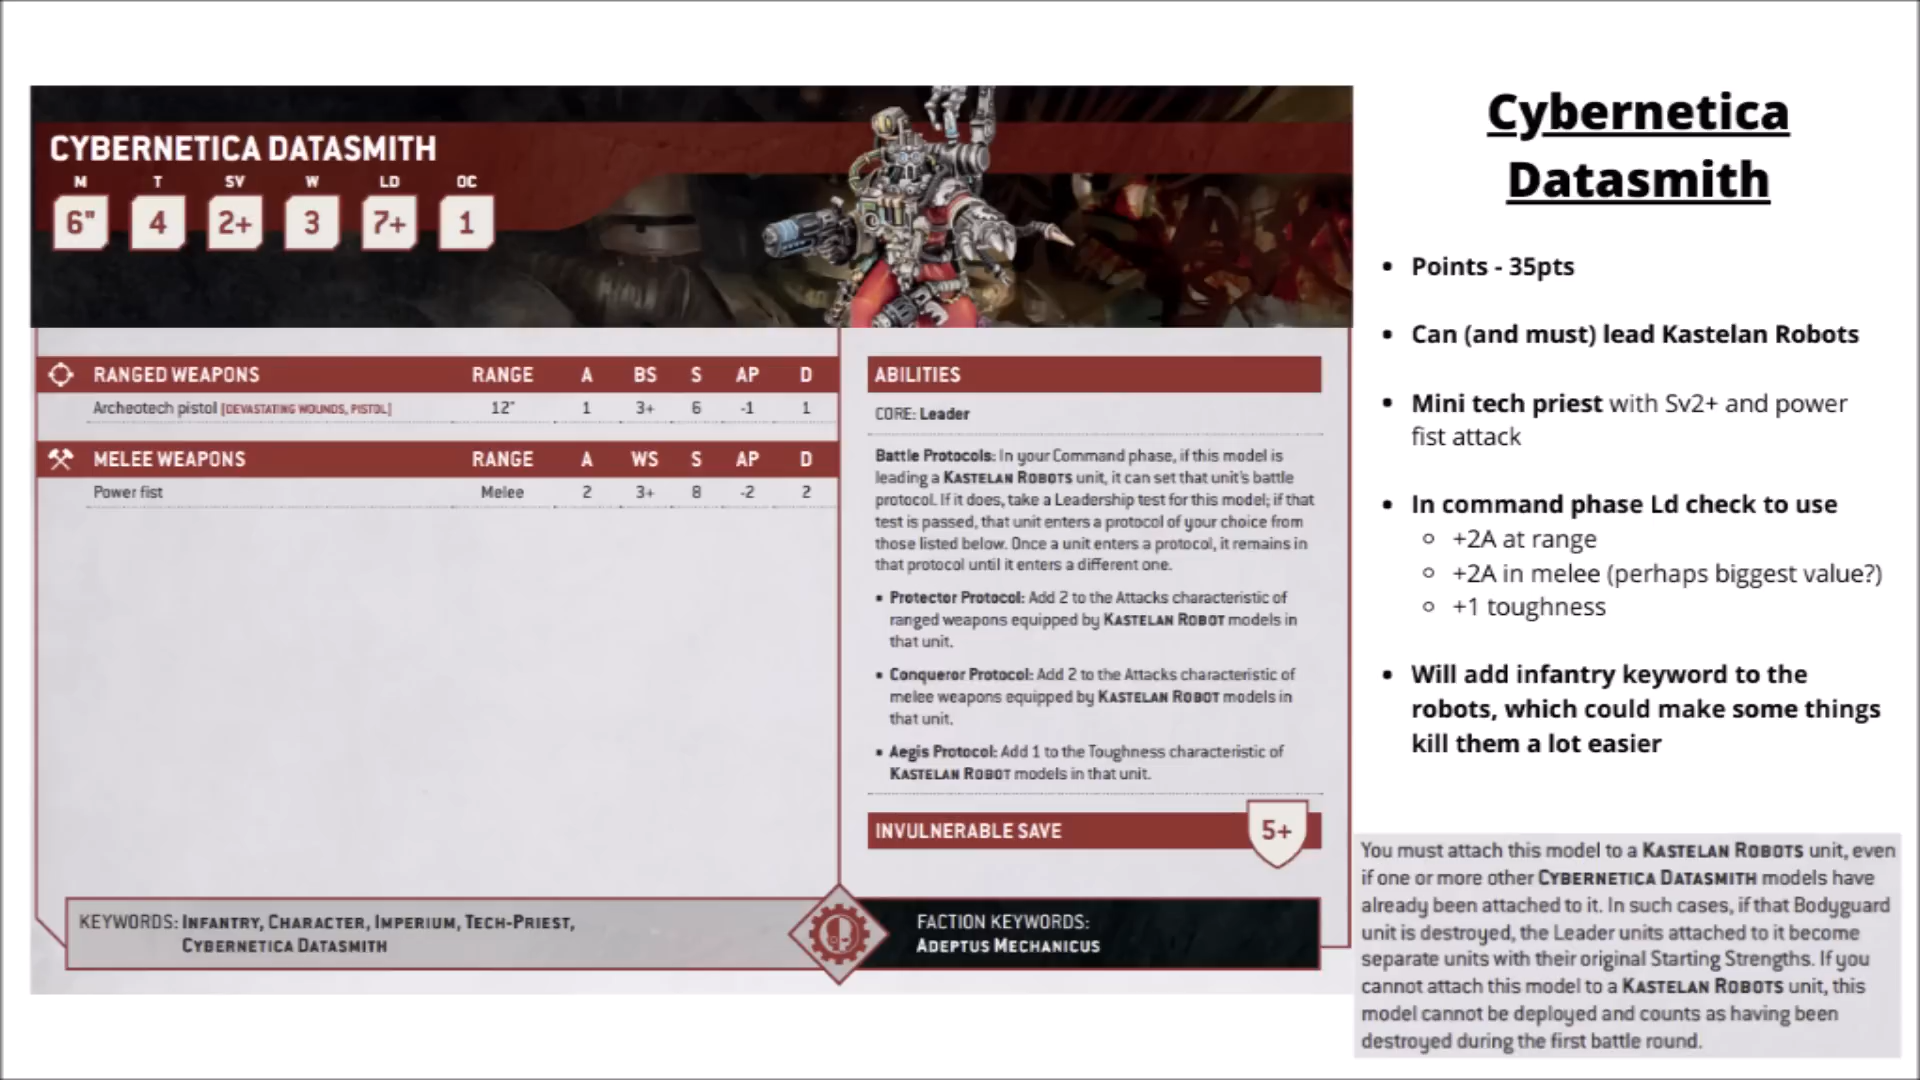 CYBERNETICA DATASMITH
M T SV W LD OC
6" 4 2+ 3 7+ 1
RANGED WEAPONS RANGE A BS S AP D
Archeotech pistol [DEVASTATING WOUNDS, PISTOL] 12" 1 3+ 6 -1 1
MELEE WEAPONS RANGE A WS S AP D
Power fist Melee 2 3+ 8 -2 2
ABILITIES
CORE: Leader
Battle Protocols: In your Command phase, if this model is
leading a KASTELAN ROBOTS unit, it can set that unit's battle
protocol. If it does, take a Leadership test for this model; if that
test is passed, that unit enters a protocol of your choice from
those listed below. Once a unit enters a protocol, it remains in
that protocol until it enters a different one.
▪ Protector Protocol: Add 2 to the Attacks characteristic of
ranged weapons equipped by KASTELAN ROBOT models in
that unit.
▪ Conqueror Protocol: Add 2 to the Attacks characteristic of
melee weapons equipped by KASTELAN ROBOT models in
that unit.
▪ Aegis Protocol: Add 1 to the Toughness characteristic of
KASTELAN ROBOT models in that unit.
INVULNERABLE SAVE 5+
KEYWORDS: INFANTRY, CHARACTER, IMPERIUM, TECH-PRIEST,
CYBERNETICA DATASMITH
FACTION KEYWORDS:
ADEPTUS MECHANICUS
Cybernetica
Datasmith
• Points - 35pts
• Can (and must) lead Kastelan Robots
• Mini tech priest with Sv2+ and power
fist attack
• In command phase Ld check to use
○ +2A at range
○ +2A in melee (perhaps biggest value?)
○ +1 toughness
• Will add infantry keyword to the
robots, which could make some things
kill them a lot easier
You must attach this model to a KASTELAN ROBOTS unit, even
if one or more other CYBERNETICA DATASMITH models have
already been attached to it. In such cases, if that Bodyguard
unit is destroyed, the Leader units attached to it become
separate units with their original Starting Strengths. If you
cannot attach this model to a KASTELAN ROBOTS unit, this
model cannot be deployed and counts as having been
destroyed during the first battle round.